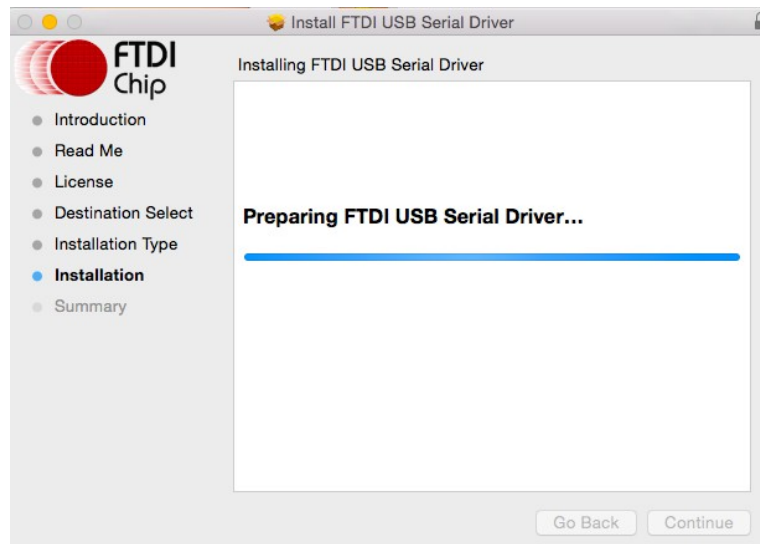 Install FTDI USB Serial Driver
FTDI
Chip
Installing FTDI USB Serial Driver
Introduction
Read Me
License
Destination Select
Installation Type
Installation
Summary
Preparing FTDI USB Serial Driver...
Go Back
Continue